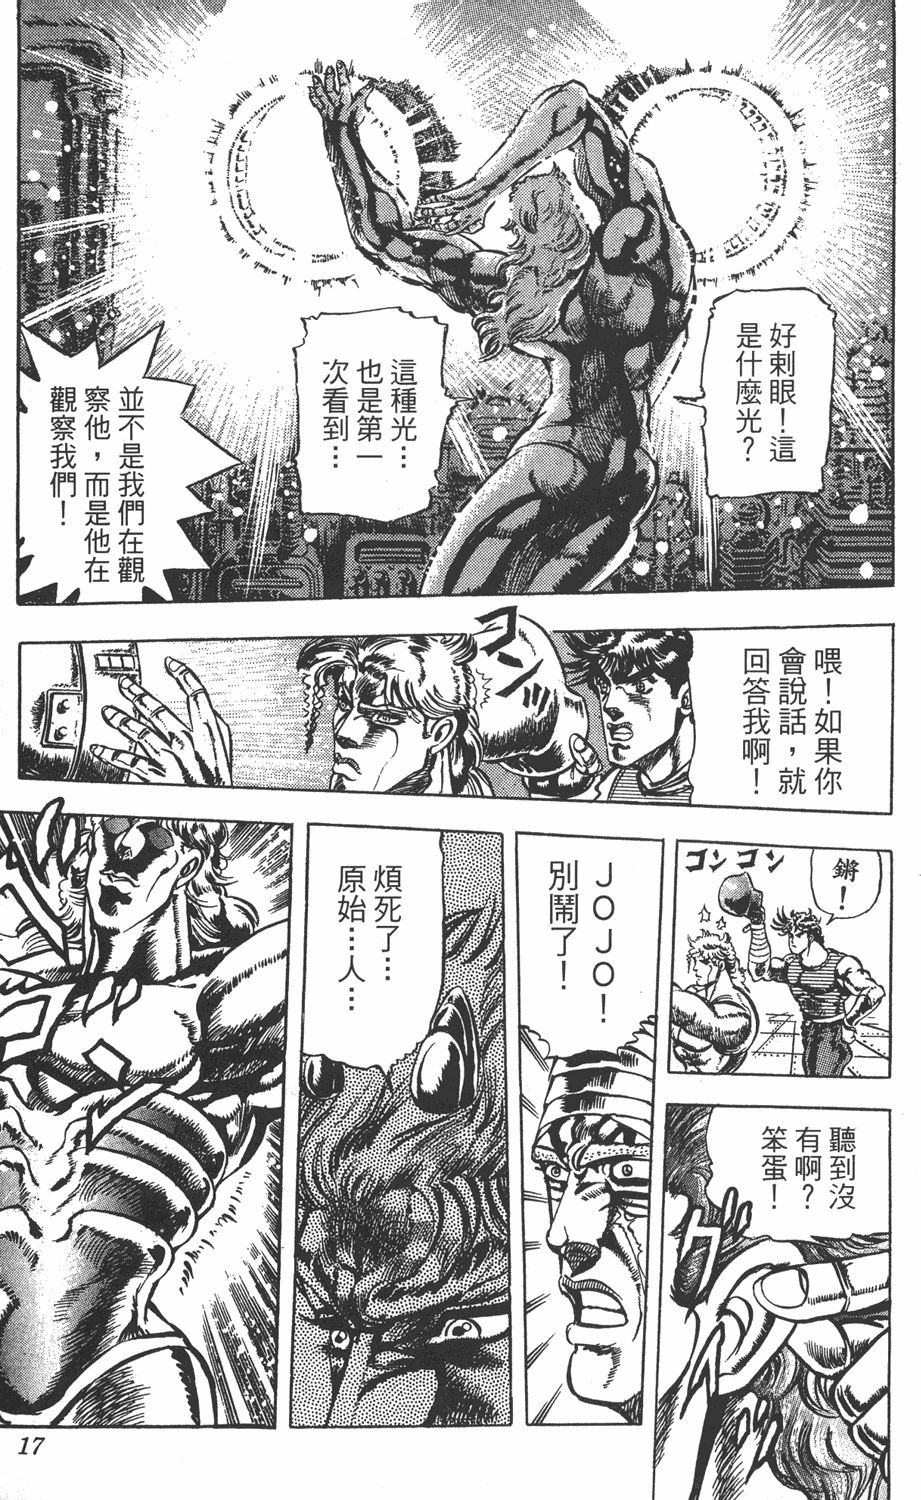 好刺眼！這
是什麼光？
這種光…
也是第一
次看到…
並不是我們在觀
察他，而是他在
觀察我們！
喂！如果你
會說話，就
回答我啊！
コンッ
鏘！
コンコン
ＪＯＪＯ！
別鬧了！
煩死了…
原始…人…
聽到沒
有啊？
笨蛋！
17